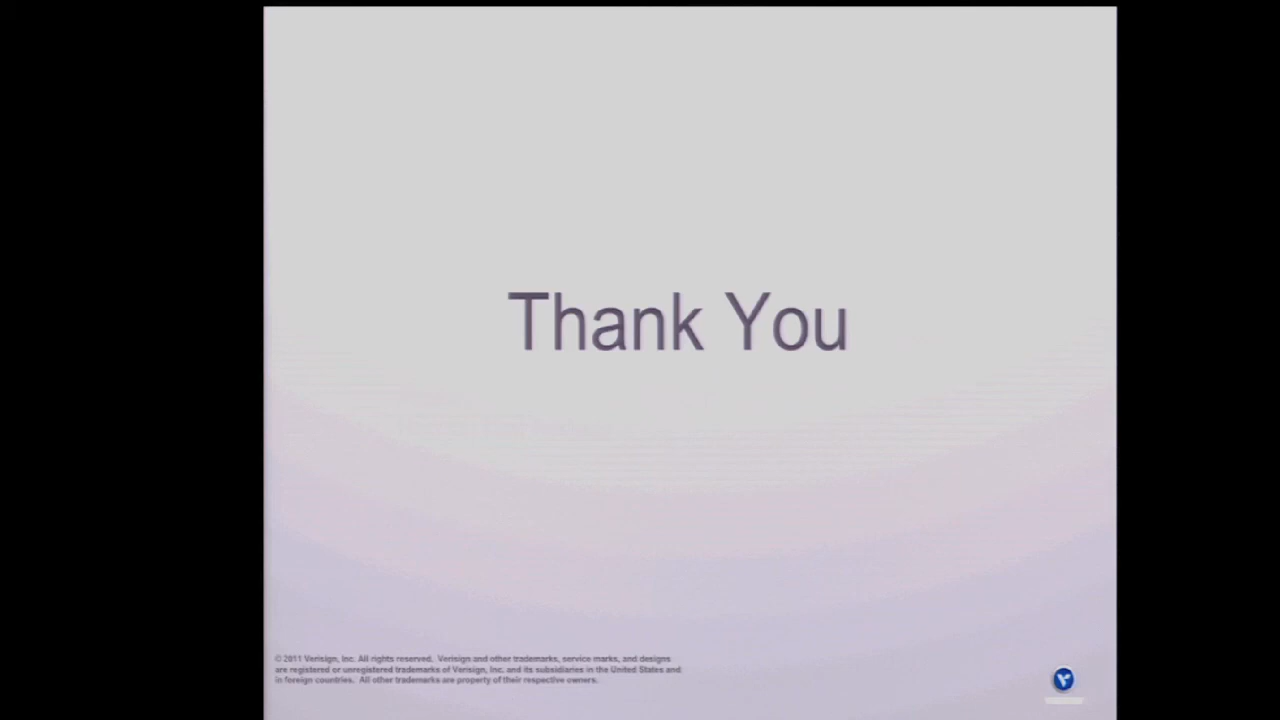 Thank You
© 2011 Verisign, Inc. All rights reserved. Verisign and other trademarks, service marks, and designs
are registered or unregistered trademarks of Verisign, Inc. and its subsidiaries in the United States and
in foreign countries. All other trademarks are property of their respective owners.